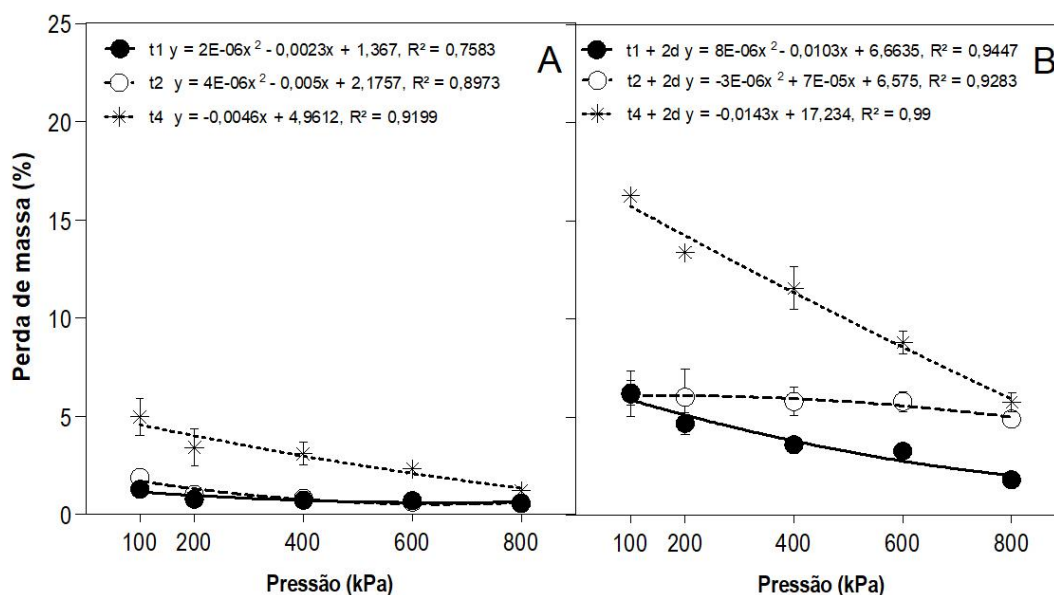 Perda de massa (%)
25
20
15
10
5
0
t1 y = 2E-06x² - 0,0023x + 1,367, R² = 0,7583
t2 y = 4E-06x² - 0,005x + 2,1757, R² = 0,8973
t4 y = -0,0046x + 4,9612, R² = 0,9199
A
100 200 400 600 800
Pressão (kPa)
t1 + 2d y = 8E-06x² - 0,0103x + 6,6635, R² = 0,9447
t2 + 2d y = -3E-06x² + 7E-05x + 6,575, R² = 0,9283
t4 + 2d y = -0,0143x + 17,234, R² = 0,99
B
100 200 400 600 800
Pressão (kPa)